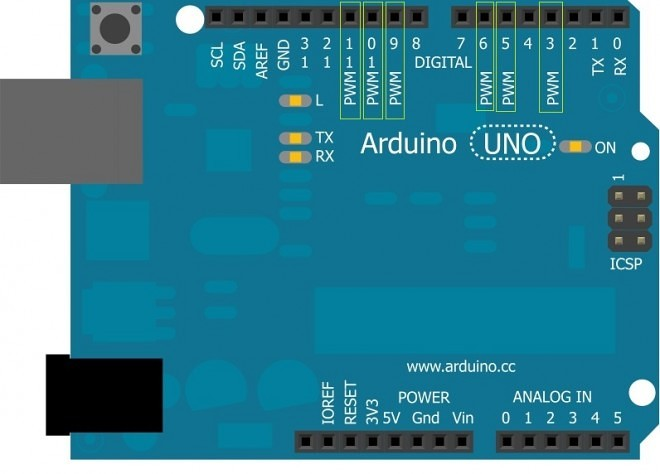 SCL
SDA
AREF
GND
13
12
PWM 11
PWM 10
PWM 9
8
DIGITAL
7
PWM 6
PWM 5
4
PWM 3
2
TX 1
RX 0
L
TX
RX
Arduino UNO
ON
1
ICSP
www.arduino.cc
POWER
IOREF
RESET
3V3
5V Gnd Vin
ANALOG IN
0 1 2 3 4 5